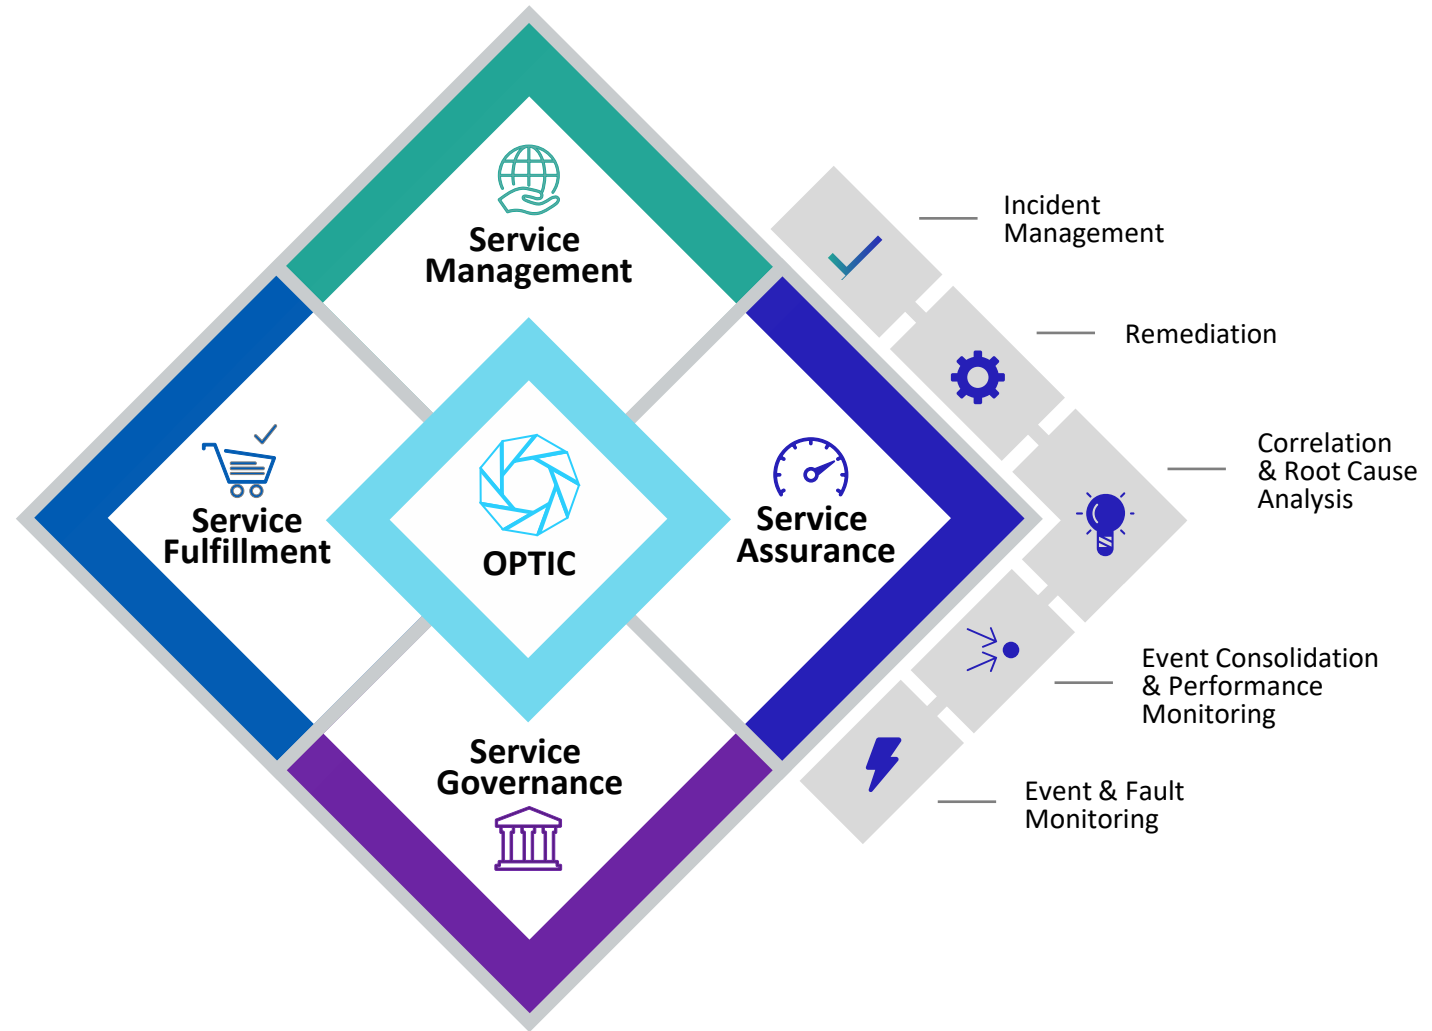 Service
Management
Service
Fulfillment
OPTIC
Service
Assurance
Service
Governance
Incident
Management
Remediation
Correlation
& Root Cause
Analysis
Event Consolidation
& Performance
Monitoring
Event & Fault
Monitoring